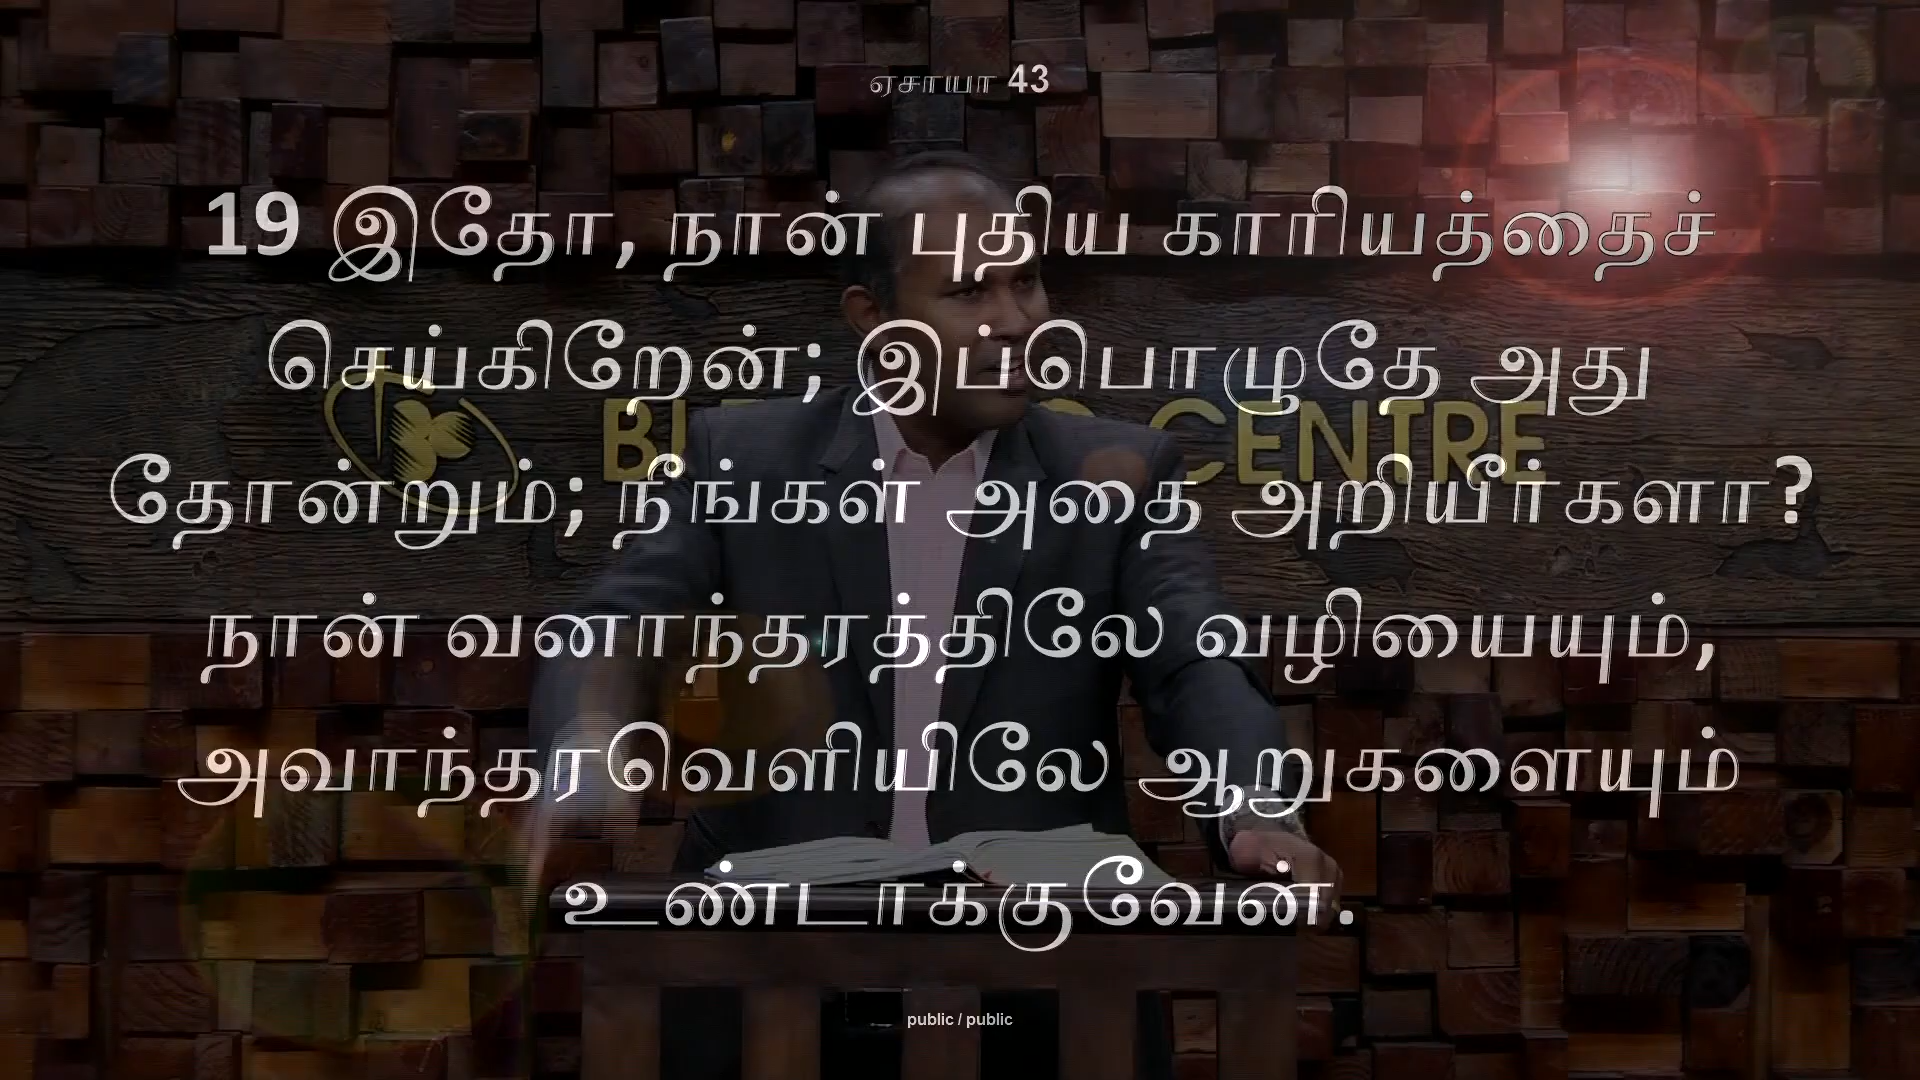 ஏசாயா 43
19 இதோ, நான் புதிய காரியத்தைச்
செய்கிறேன்; இப்பொழுதே அது
தோன்றும்; நீங்கள் அதை அறியீர்களா?
நான் வனாந்தரத்திலே வழியையும்,
அவாந்தரவெளியிலே ஆறுகளையும்
உண்டாக்குவேன்.
CENTRE
public / public